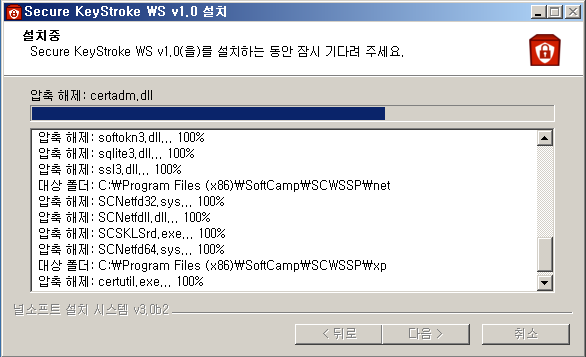 Secure KeyStroke WS v1.0 설치
설치중
Secure KeyStroke WS v1.0(을)를 설치하는 동안 잠시 기다려 주세요.
압축 해제: certadm.dll
압축 해제: softokn3.dll... 100%
압축 해제: sqlite3.dll... 100%
압축 해제: ssl3.dll... 100%
대상 폴더: C:₩Program Files (x86)₩SoftCamp₩SCWSSP₩net
압축 해제: SCNetfd32.sys... 100%
압축 해제: SCNetfdll.dll... 100%
압축 해제: SCSKLSrd.exe... 100%
압축 해제: SCNetfd64.sys... 100%
대상 폴더: C:₩Program Files (x86)₩SoftCamp₩SCWSSP₩xp
압축 해제: certutil.exe... 100%
널소프트 설치 시스템 v3.0b2
< 뒤로 다음 > 취소